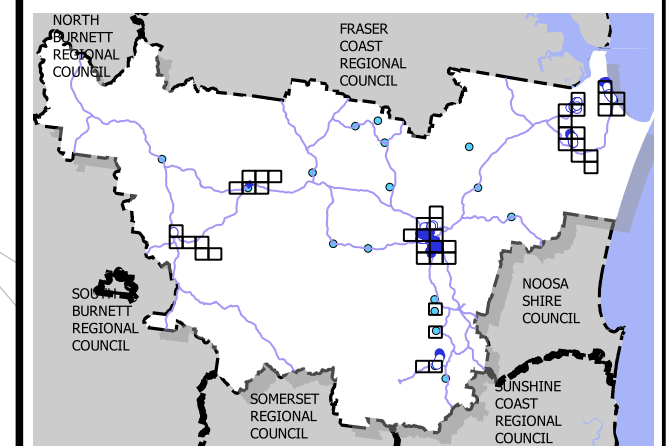 NORTH
BURNETT
REGIONAL
COUNCIL
FRASER
COAST
REGIONAL
COUNCIL
SOUTH
BURNETT
REGIONAL
COUNCIL
NOOSA
SHIRE
COUNCIL
SOMERSET
REGIONAL
COUNCIL
SUNSHINE
COAST
REGIONAL
COUNCIL